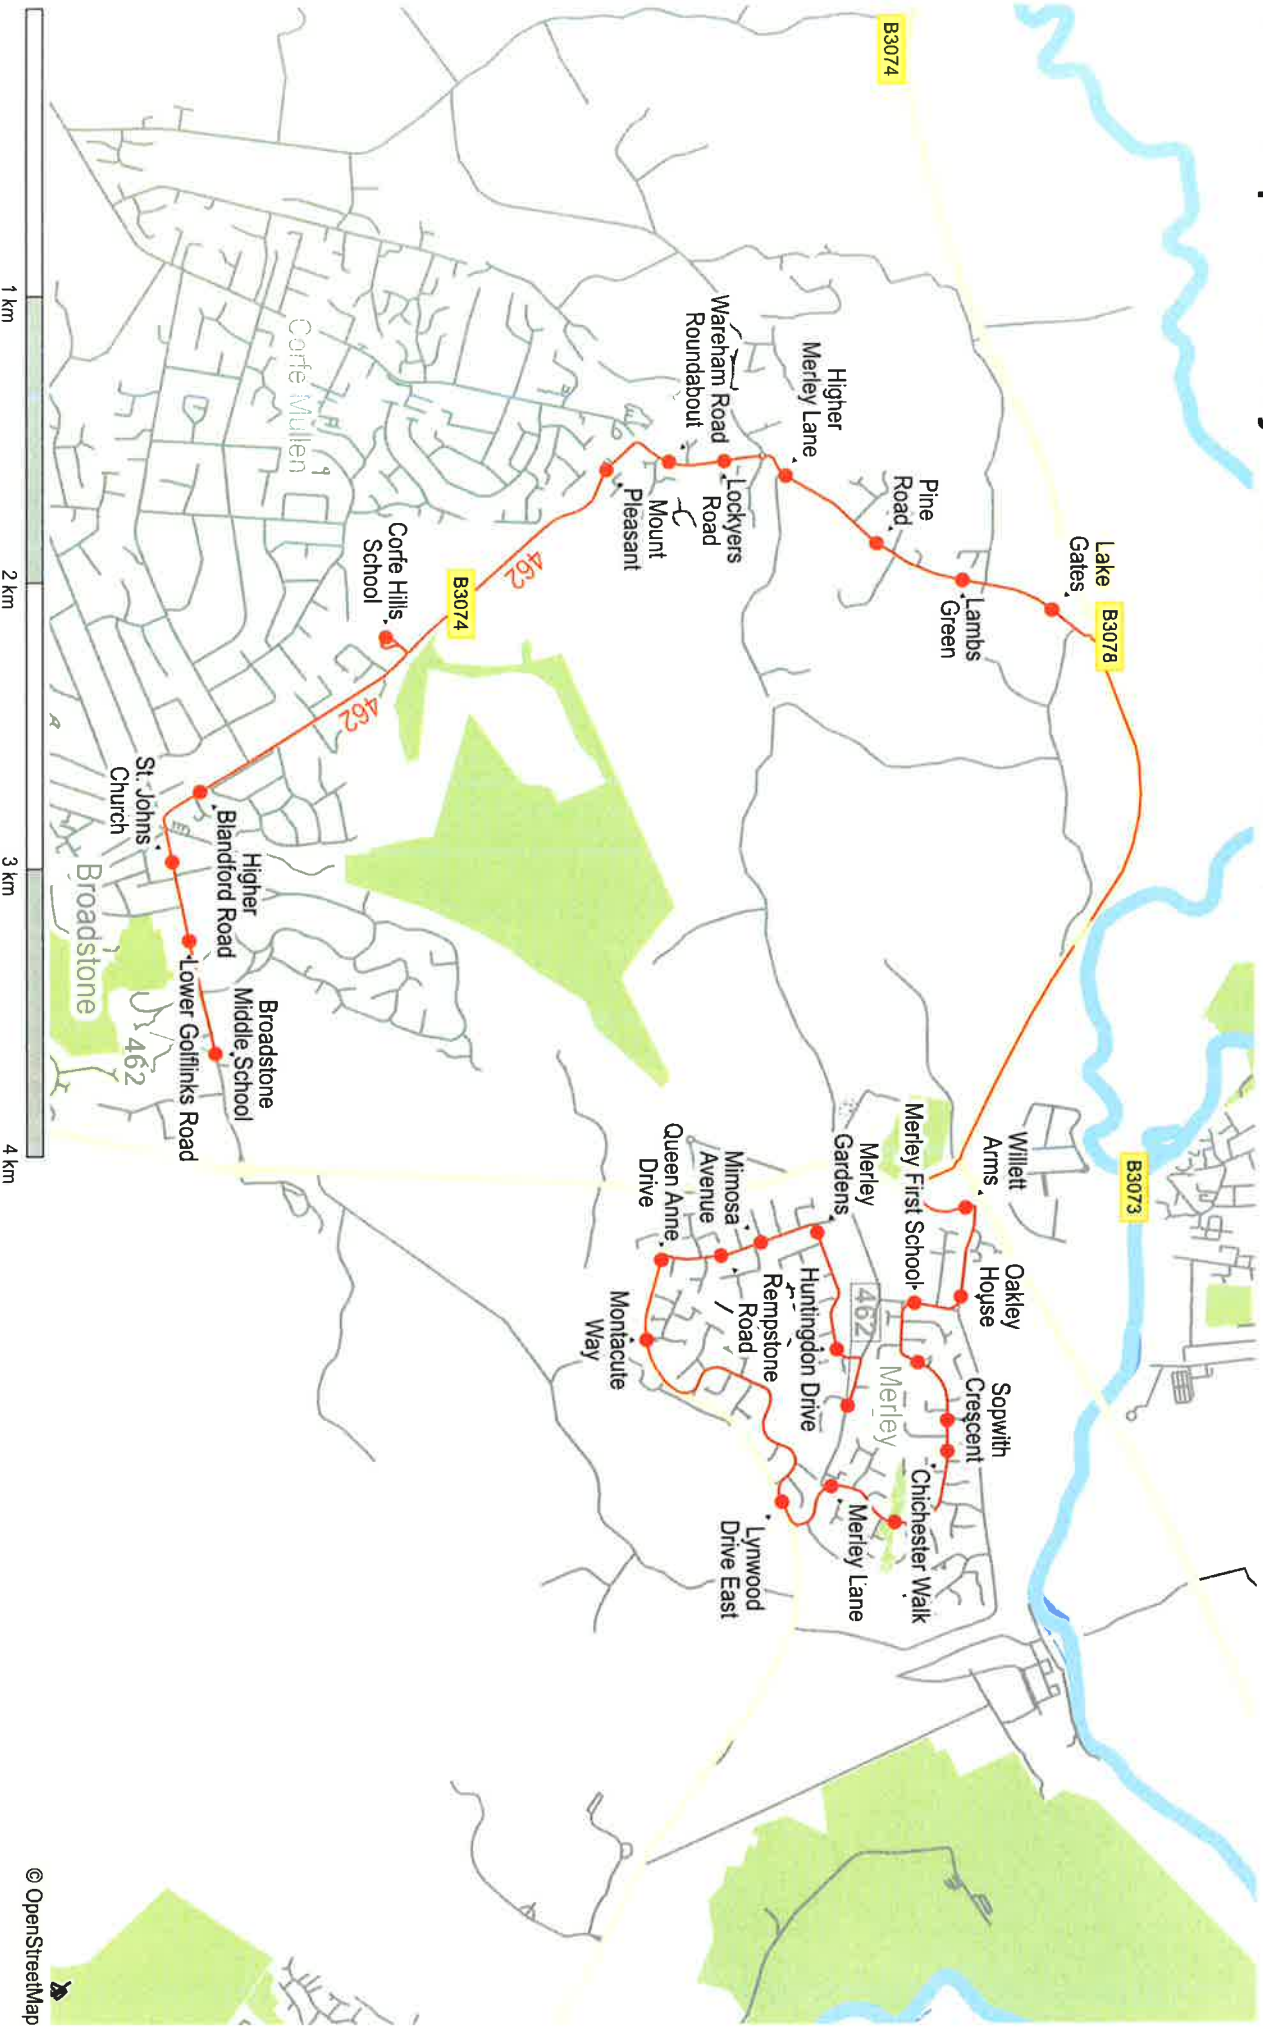 B3074
Lake
Gates
B3078
B3073
Pine
Road
Lambs
Green
Higher
Merley Lane
Wareham Road
Roundabout
Lockyers
Road
Mount
Pleasant
462
B3074
Corfe Mullen
Corfe Hills
School
462
St. Johns
Church
Higher
Blandford Road
Broadstone
Lower Golflinks Road
Broadstone
Middle School
462
Willett
Arms
Oakley
House
Merley First School
Merley
Gardens
Sopwith
Crescent
462
Merley
Chichester Walk
Huntingdon Drive
Merley Lane
Mimosa
Avenue
Rempstone
Road
Queen Anne
Drive
Montacute
Way
Lynwood
Drive East
1 km
2 km
3 km
4 km
© OpenStreetMap